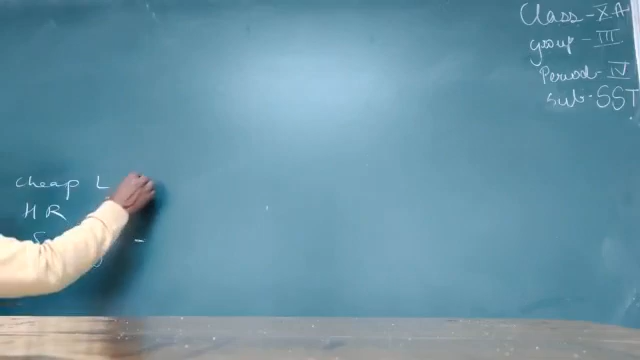 Class - X A
group - III
Period - IV
Sub - SST
cheap L
H R